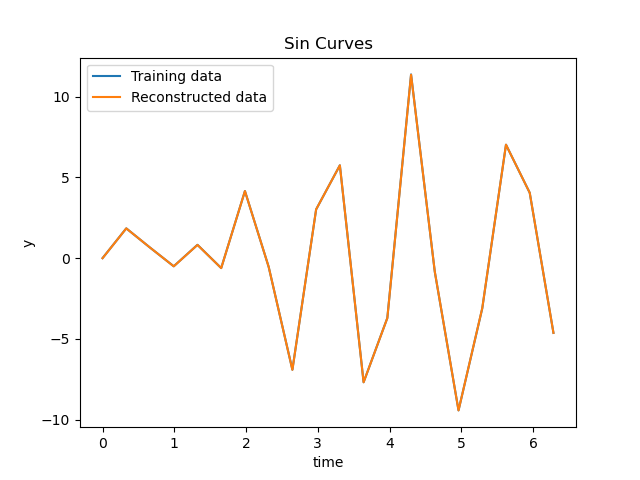 Sin Curves
Training data
Reconstructed data
10
5
0
−5
−10
y
0 1 2 3 4 5 6
time